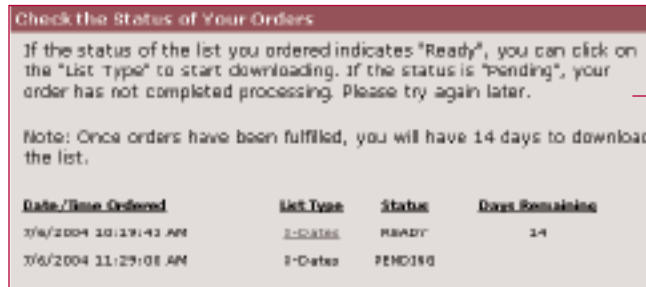 Check the Status of Your Orders
If the status of the list you ordered indicates "Ready", you can click on
the "List Type" to start downloading. If the status is "Pending", your
order has not completed processing. Please try again later.
Note: Once orders have been fulfilled, you will have 14 days to download
the list.
Date/Time Ordered List Type Status Days Remaining
7/6/2004 10:19:43 AM I-Dates READY 14
7/6/2004 11:29:08 AM I-Dates PENDING